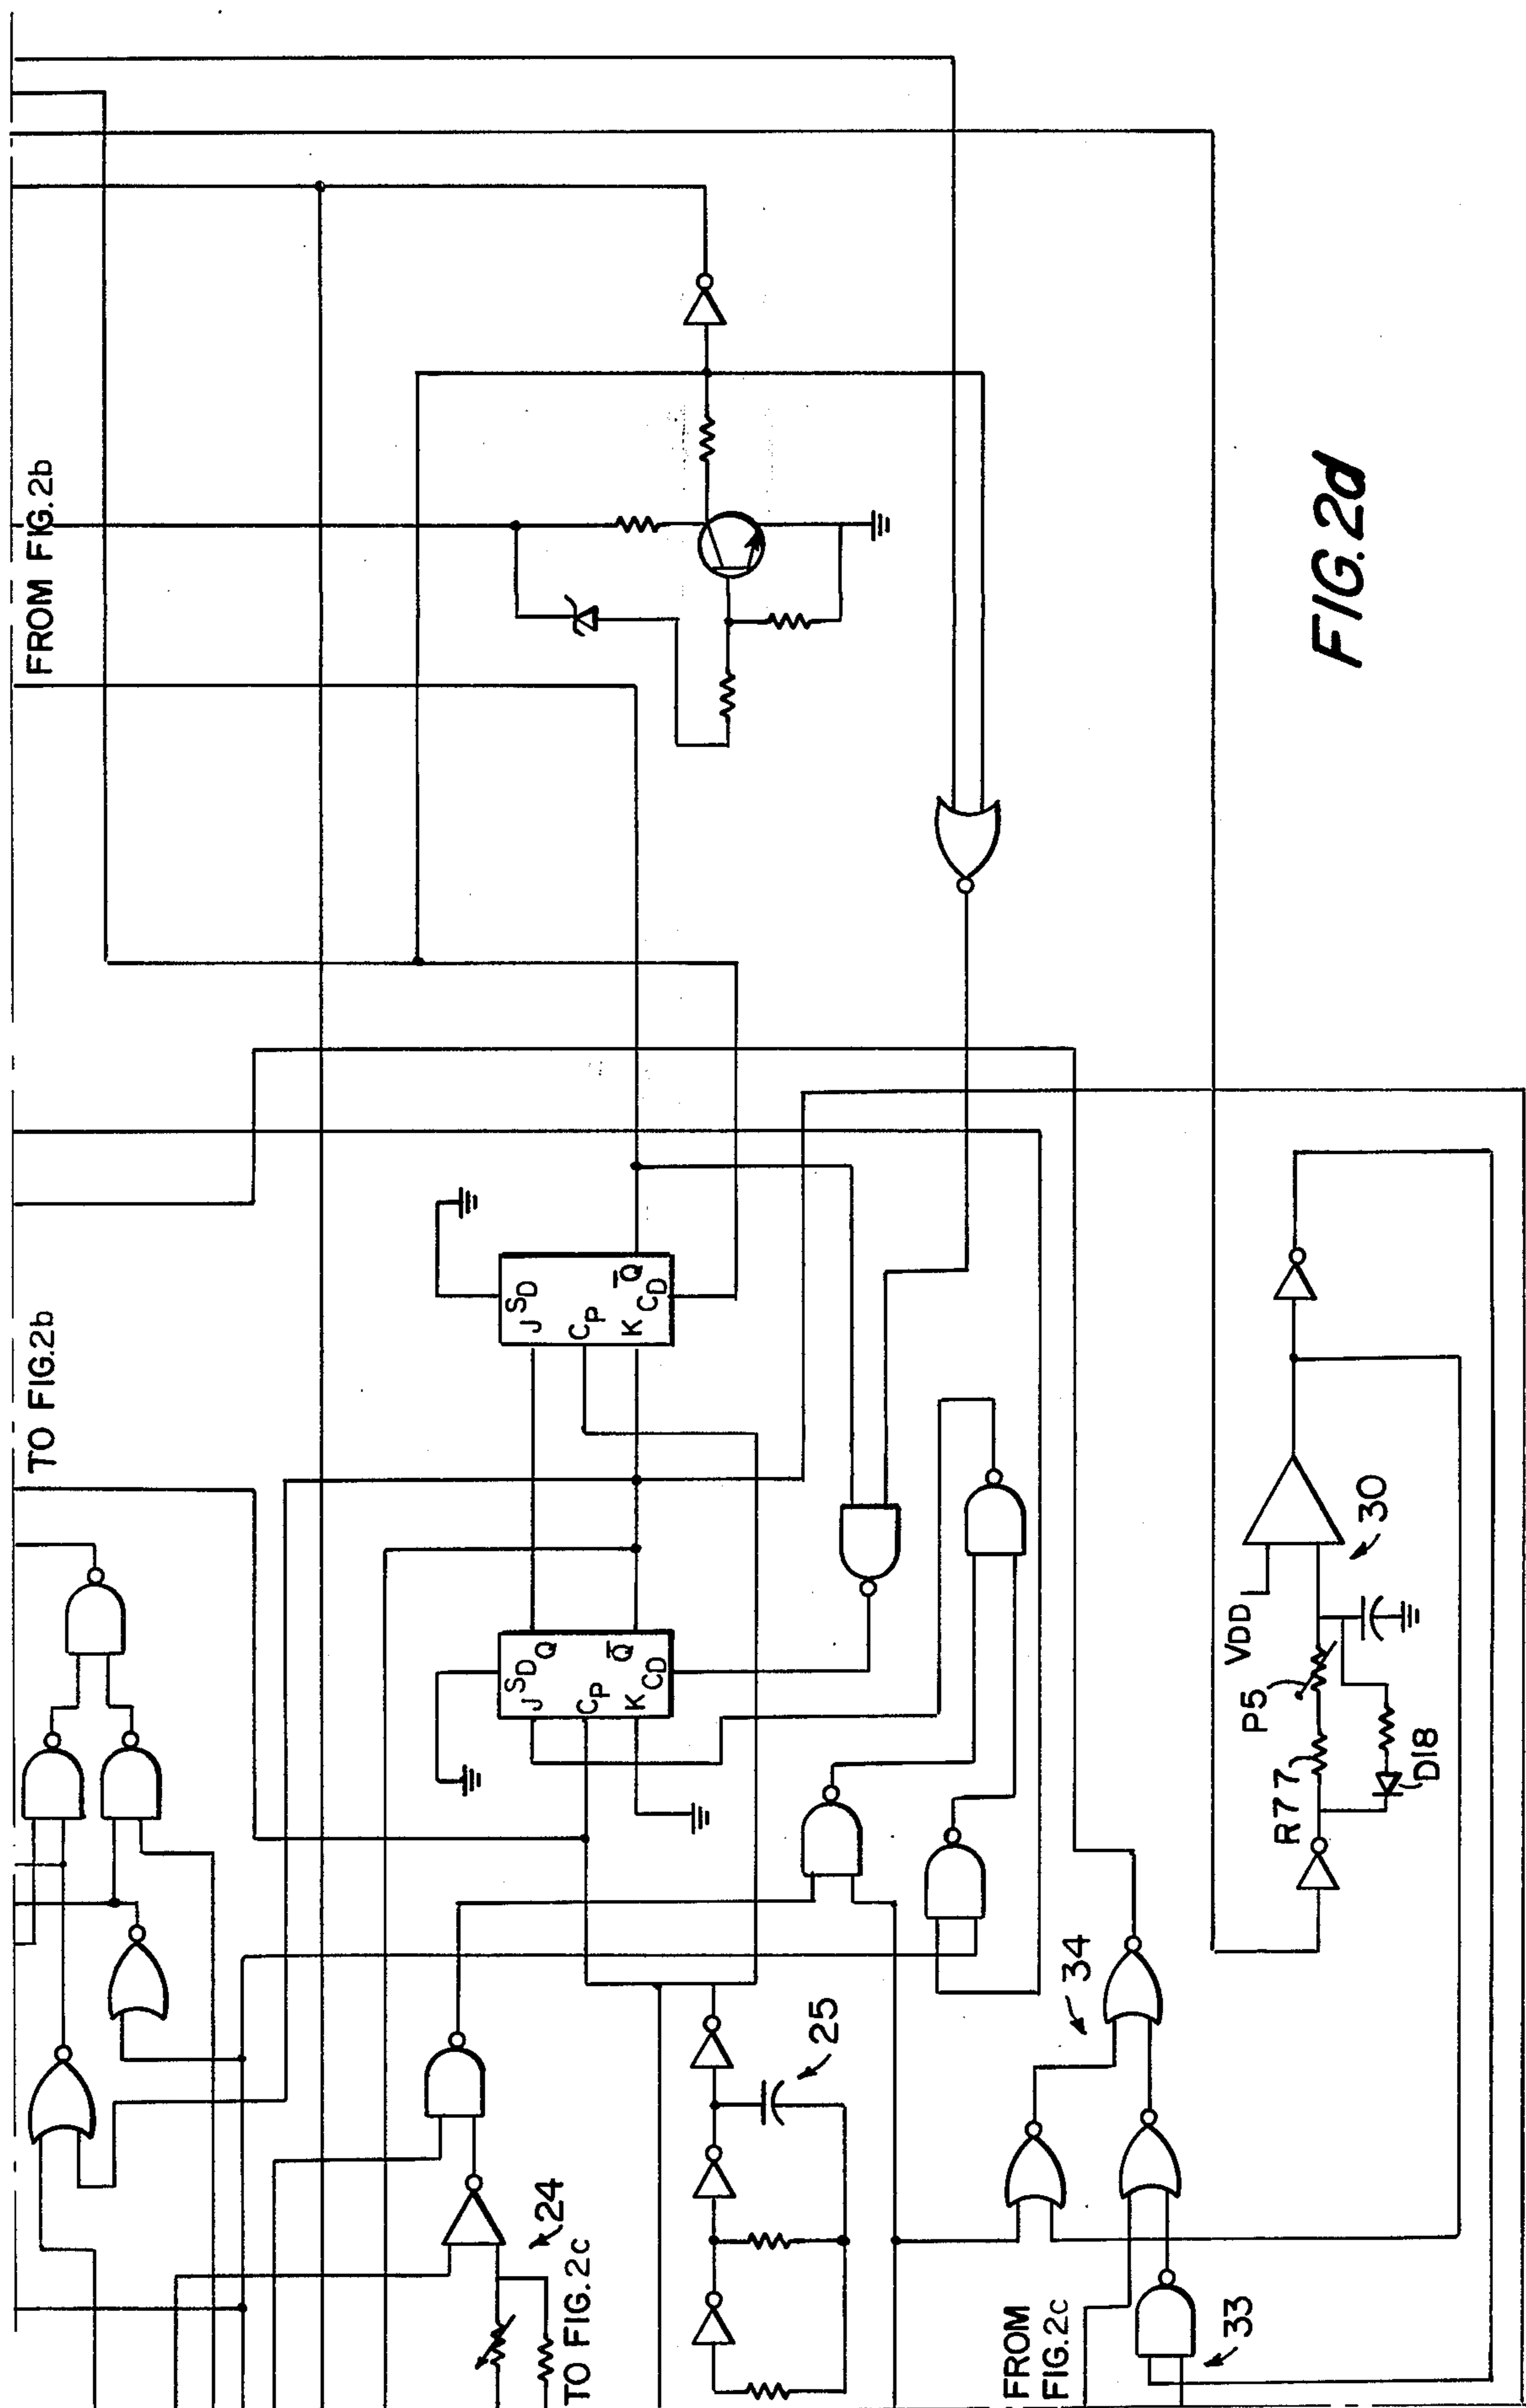 FROM FIG. 2b
TO FIG. 2b
FIG. 2d
J SD
CP Q̅
K CD
J SD Q
CP Q̅
K CD
VDD
P5
R77
D18
30
34
25
24
TO FIG. 2c
FROM
FIG. 2c
33